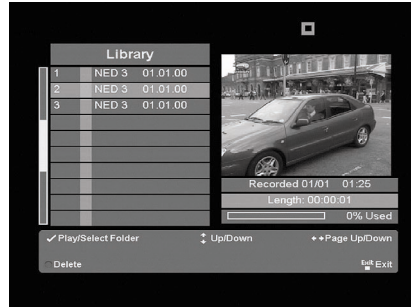 Library
1 NED 3 01.01.00
2 NED 3 01.01.00
3 NED 3 01.01.00
Recorded 01/01 01:25
Length: 00:00:01
0% Used
Play/Select Folder Up/Down Page Up/Down
Delete Exit Exit